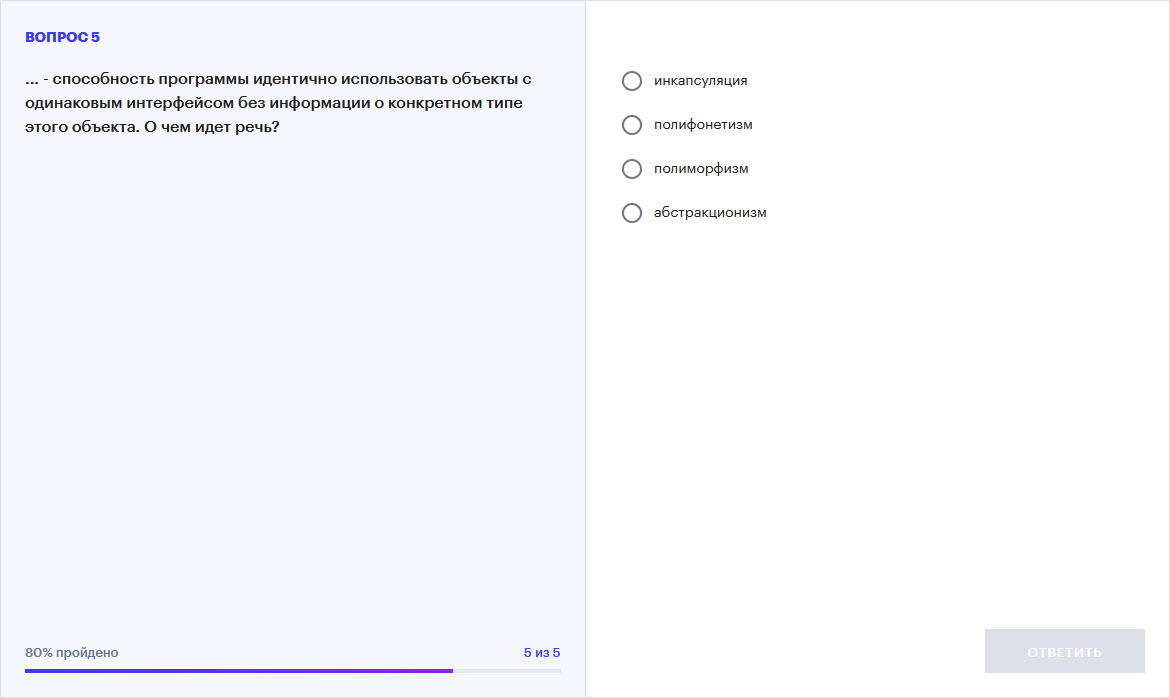 ВОПРОС 5
... - способность программы идентично использовать объекты с
одинаковым интерфейсом без информации о конкретном типе
этого объекта. О чем идет речь?
инкапсуляция
полифонетизм
полиморфизм
абстракционизм
80% пройдено
5 из 5
ОТВЕТИТЬ